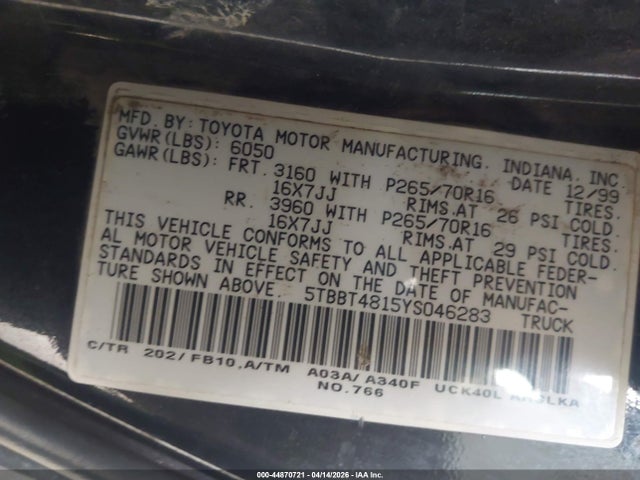 MFD. BY: TOYOTA MOTOR MANUFACTURING. INDIANA. INC.
GVWR(LBS): 6050 DATE 12/99
GAWR(LBS): FRT. 3160 WITH P265/70R16 TIRES.
16X7JJ RIMS.AT 26 PSI COLD.
RR. 3960 WITH P265/70R16 TIRES.
16X7JJ RIMS.AT 29 PSI COLD.
THIS VEHICLE CONFORMS TO ALL APPLICABLE FEDER-
AL MOTOR VEHICLE SAFETY AND THEFT PREVENTION
STANDARDS IN EFFECT ON THE DATE OF MANUFAC-
TURE SHOWN ABOVE. 5TBBT4815YS046283 TRUCK
C/TR 202/ FB10,A/TM A03A/ A340F UCK40L
NO.766
000-44870721 - 04/14/2026 - © IAA Inc.